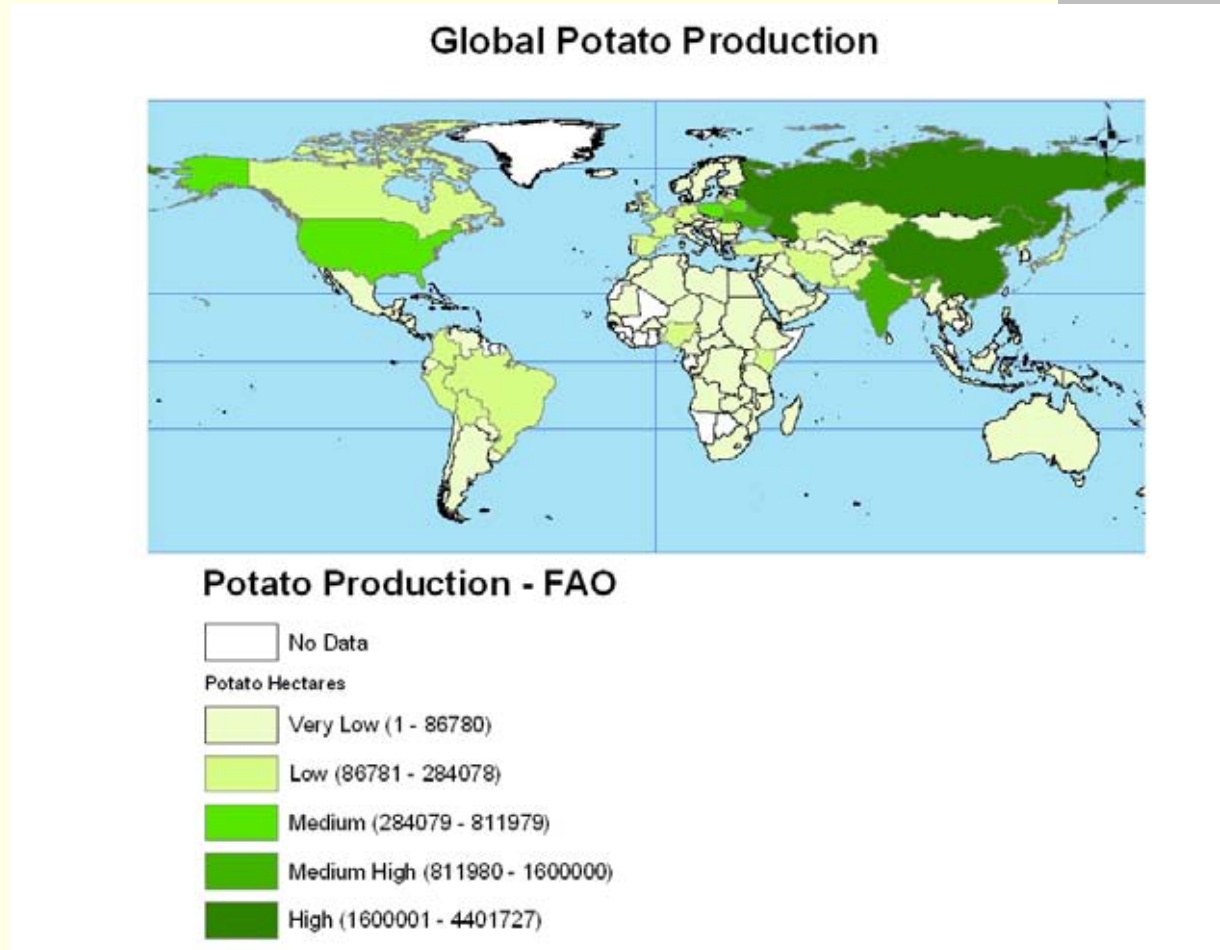 Global Potato Production
Potato Production - FAO
No Data
Potato Hectares
Very Low (1 - 86780)
Low (86781 - 284078)
Medium (284079 - 811979)
Medium High (811980 - 1600000)
High (1600001 - 4401727)